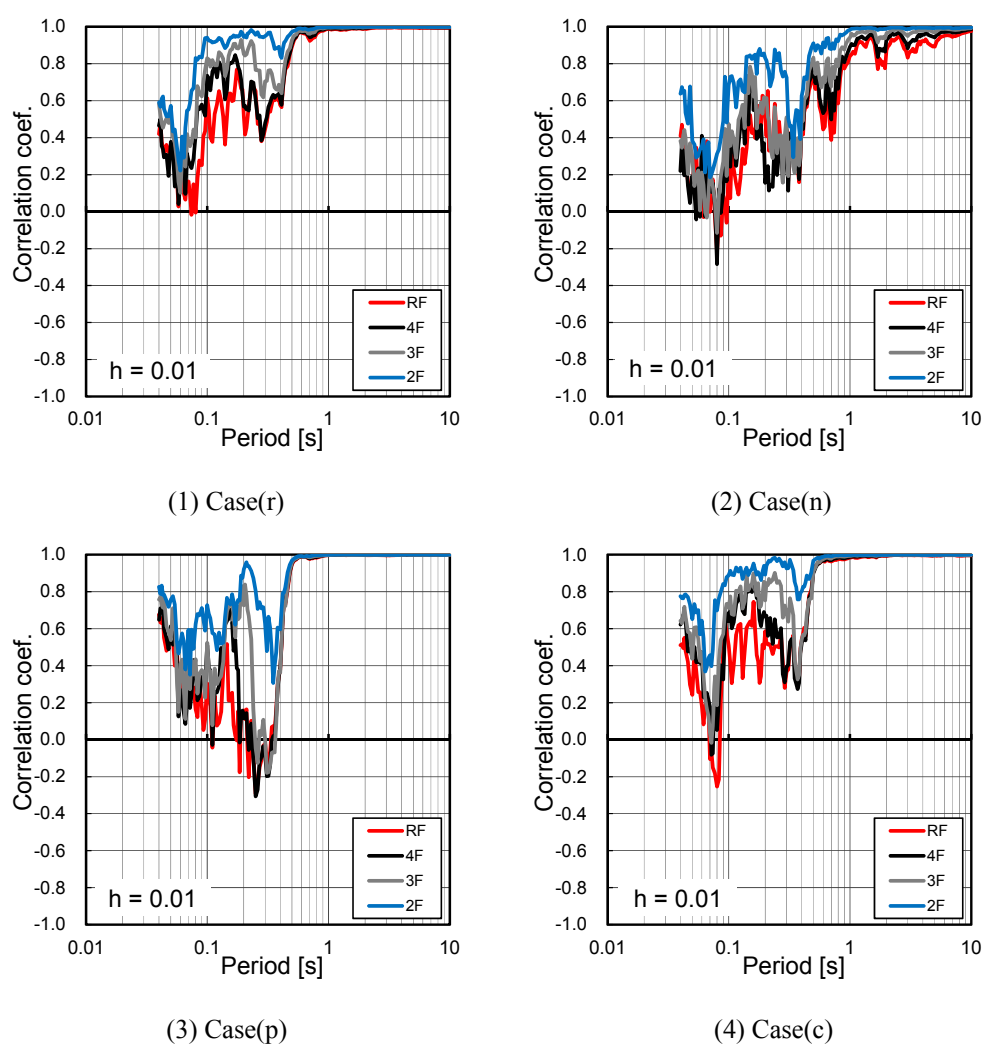 1.0
0.8
0.6
0.4
0.2
0.0
-0.2
-0.4
-0.6
-0.8
-1.0
Correlation coef.
RF
4F
3F
2F
h = 0.01
0.01 0.1 1 10
Period [s]
(1) Case(r)
1.0
0.8
0.6
0.4
0.2
0.0
-0.2
-0.4
-0.6
-0.8
-1.0
Correlation coef.
RF
4F
3F
2F
h = 0.01
0.01 0.1 1 10
Period [s]
(2) Case(n)
1.0
0.8
0.6
0.4
0.2
0.0
-0.2
-0.4
-0.6
-0.8
-1.0
Correlation coef.
RF
4F
3F
2F
h = 0.01
0.01 0.1 1 10
Period [s]
(3) Case(p)
1.0
0.8
0.6
0.4
0.2
0.0
-0.2
-0.4
-0.6
-0.8
-1.0
Correlation coef.
RF
4F
3F
2F
h = 0.01
0.01 0.1 1 10
Period [s]
(4) Case(c)